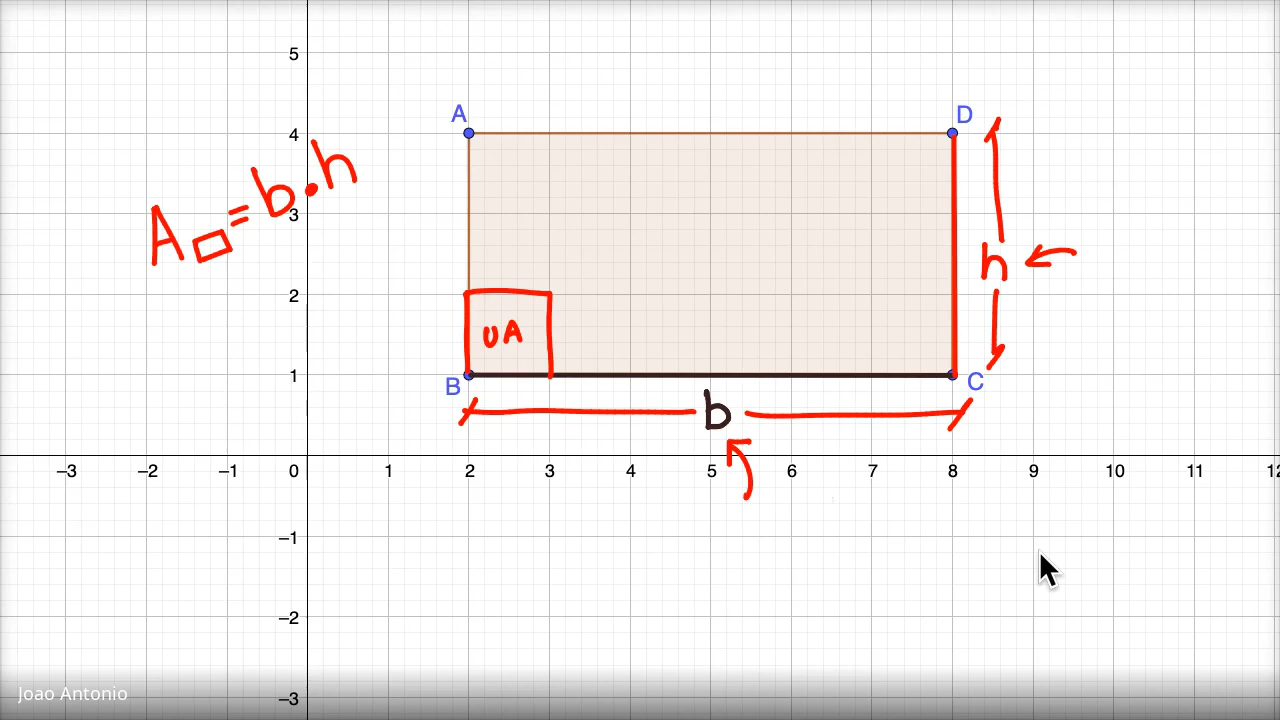 5
A
D
4
A▱=b.h
3
h
2
UA
B
1
C
b
–3 –2 –1 0 1 2 3 4 5 6 7 8 9 10 11 12
–1
–2
Joao Antonio
–3